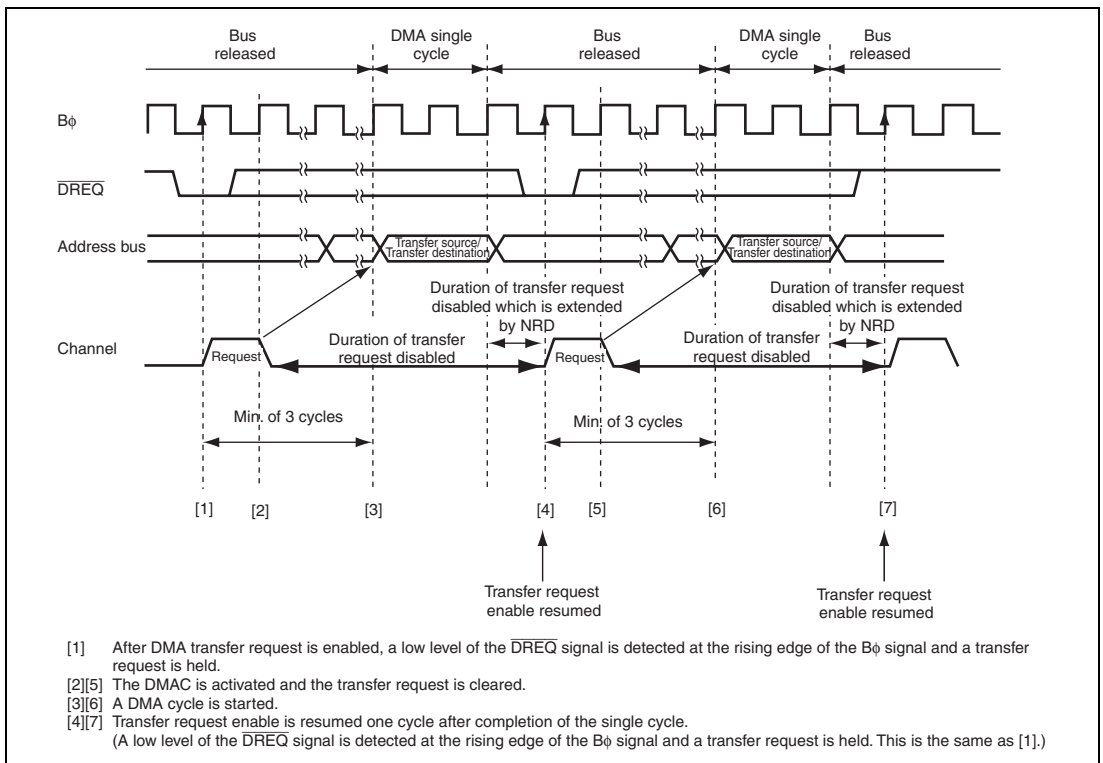 Bus
released
DMA single
cycle
Bus
released
DMA single
cycle
Bus
released
Bϕ
DREQ
Address bus
Transfer source/
Transfer destination
Transfer source/
Transfer destination
Duration of transfer request
disabled which is extended
by NRD
Duration of transfer request
disabled which is extended
by NRD
Channel
Request
Duration of transfer
request disabled
Request
Duration of transfer
request disabled
Min. of 3 cycles
Min. of 3 cycles
[1]
[2]
[3]
[4]
[5]
[6]
[7]
Transfer request
enable resumed
Transfer request
enable resumed
[1] After DMA transfer request is enabled, a low level of the DREQ signal is detected at the rising edge of the Bϕ signal and a transfer
request is held.
[2][5] The DMAC is activated and the transfer request is cleared.
[3][6] A DMA cycle is started.
[4][7] Transfer request enable is resumed one cycle after completion of the single cycle.
(A low level of the DREQ signal is detected at the rising edge of the Bϕ signal and a transfer request is held. This is the same as [1].)